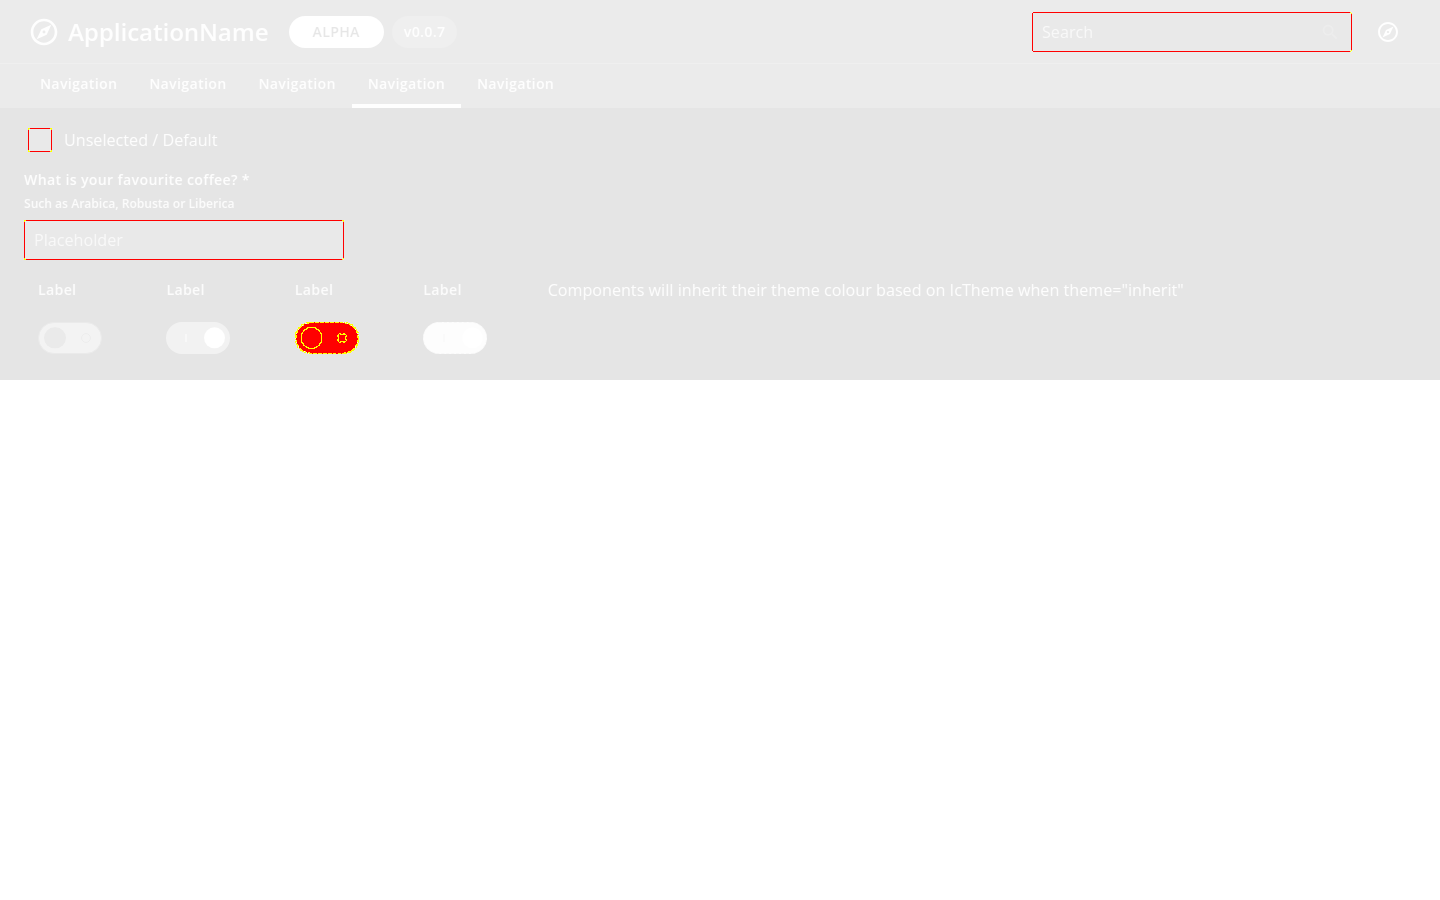 ApplicationName ALPHA v0.0.7 Search
Navigation Navigation Navigation Navigation Navigation
Unselected / Default
What is your favourite coffee? *
Such as Arabica, Robusta or Liberica
Placeholder
Label Label Label Label Components will inherit their theme colour based on IcTheme when theme="inherit"